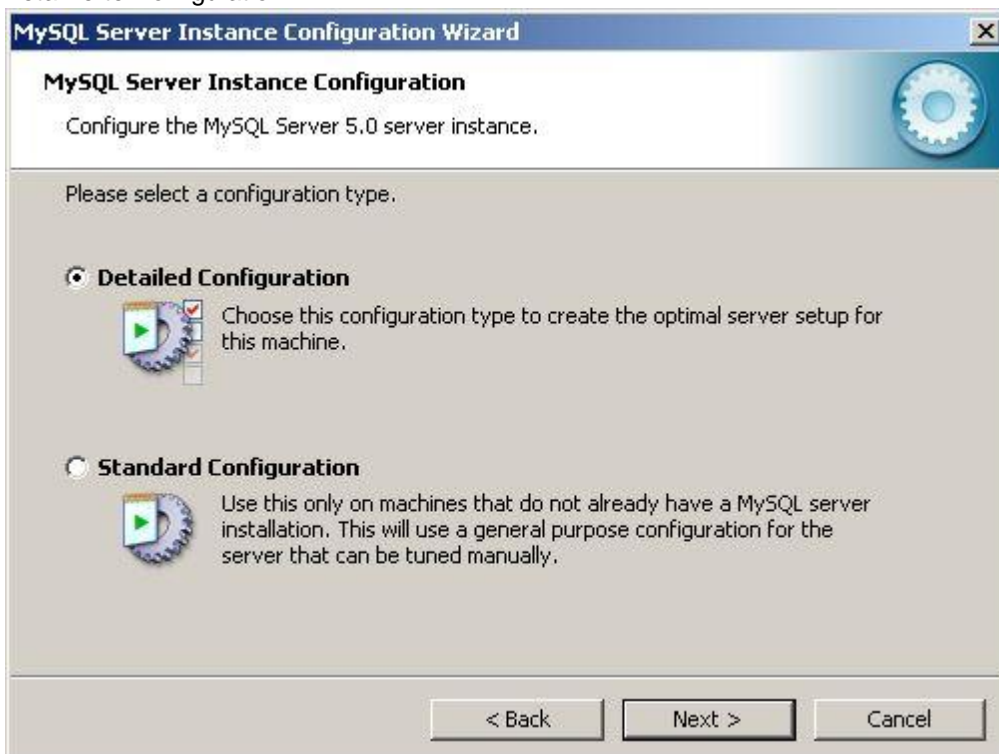 MySQL Server Instance Configuration Wizard
MySQL Server Instance Configuration
Configure the MySQL Server 5.0 server instance.
Please select a configuration type.
Detailed Configuration
Choose this configuration type to create the optimal server setup for
this machine.
Standard Configuration
Use this only on machines that do not already have a MySQL server
installation. This will use a general purpose configuration for the
server that can be tuned manually.
< Back
Next >
Cancel